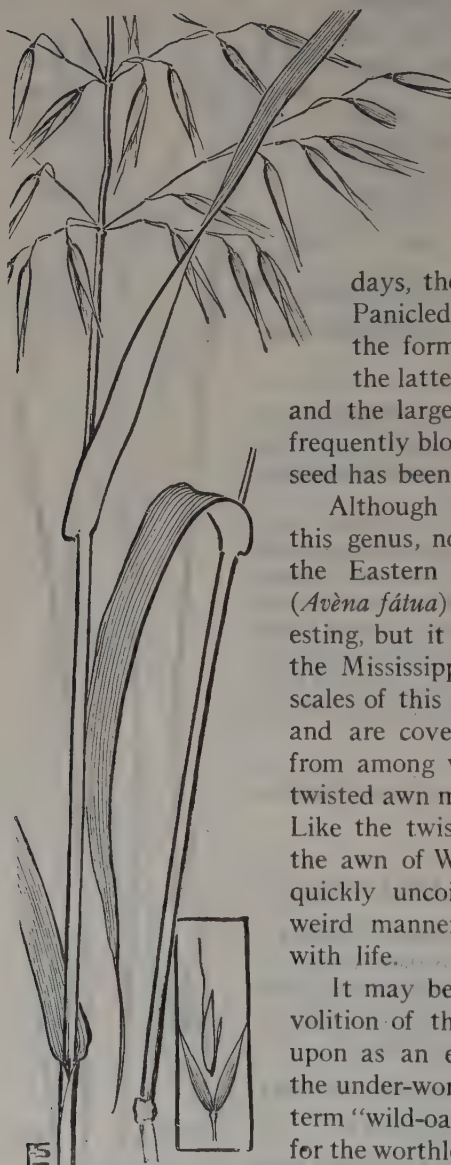 days, the
Panicled
the form
the latte
and the large
frequently blo
seed has been
Although
this genus, no
the Eastern
(Avèna fátua)
esting, but it
the Mississipp
scales of this
and are cove
from among v
twisted awn m
Like the twis
the awn of W
quickly uncoi
weird manner
with life.
It may be
volition of th
upon as an e
the under-wor
term "wild-oa
for the worthle